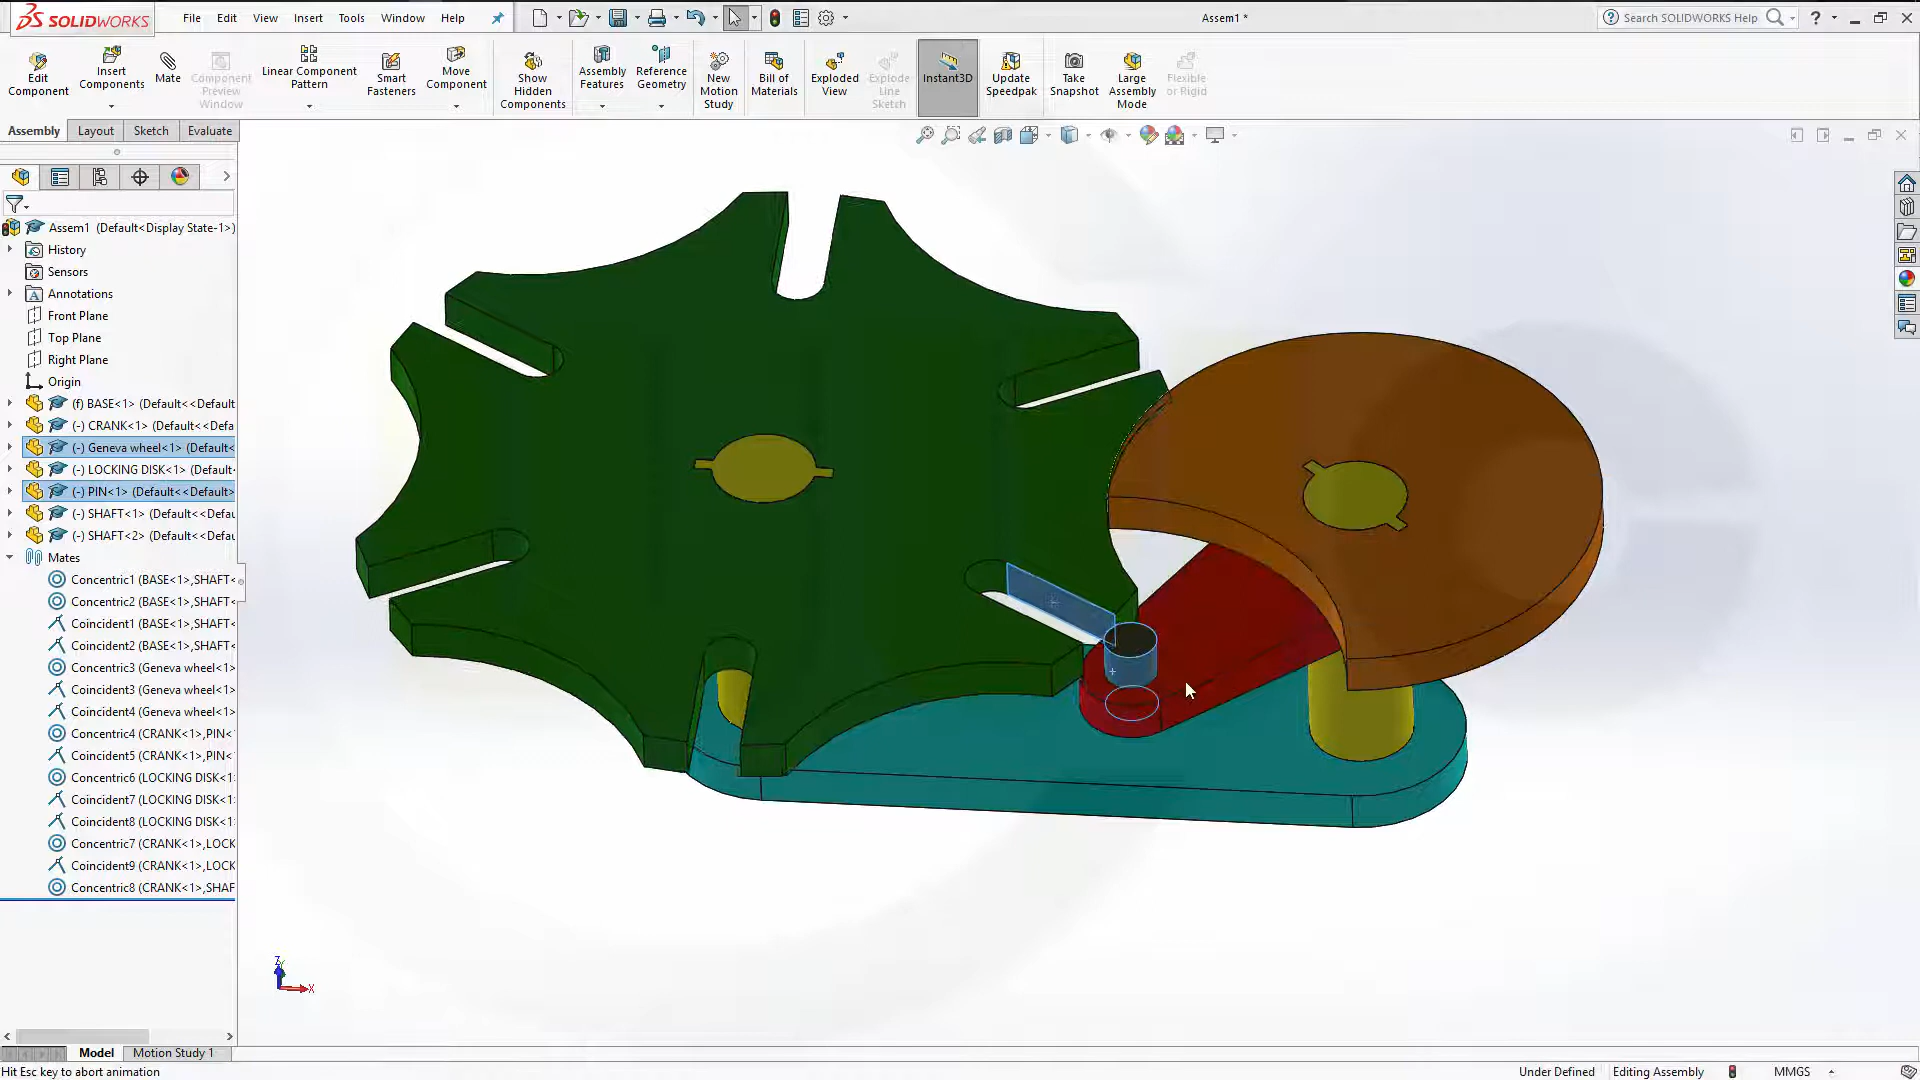 SOLIDWORKS
File Edit View Insert Tools Window Help
Assem1 *
Search SOLIDWORKS Help
Edit Component
Insert Components
Mate
Component Preview Window
Linear Component Pattern
Smart Fasteners
Move Component
Show Hidden Components
Assembly Features
Reference Geometry
New Motion Study
Bill of Materials
Exploded View
Explode Line Sketch
Instant3D
Update Speedpak
Take Snapshot
Large Assembly Mode
Flexible or Rigid
Assembly Layout Sketch Evaluate
Assem1 (Default<Display State-1>)
History
Sensors
Annotations
Front Plane
Top Plane
Right Plane
Origin
(f) BASE<1> (Default<<Default
(-) CRANK<1> (Default<<Defa
(-) Geneva wheel<1> (Default<
(-) LOCKING DISK<1> (Default<
(-) PIN<1> (Default<<Default>
(-) SHAFT<1> (Default<<Defau
(-) SHAFT<2> (Default<<Defau
Mates
Concentric1 (BASE<1>,SHAFT<
Concentric2 (BASE<1>,SHAFT<
Coincident1 (BASE<1>,SHAFT<
Coincident2 (BASE<1>,SHAFT<
Concentric3 (Geneva wheel<1>
Coincident3 (Geneva wheel<1>
Coincident4 (Geneva wheel<1>
Concentric4 (CRANK<1>,PIN<
Coincident5 (CRANK<1>,PIN<
Concentric6 (LOCKING DISK<1>
Coincident7 (LOCKING DISK<1>
Coincident8 (LOCKING DISK<1>
Concentric7 (CRANK<1>,LOCK
Coincident9 (CRANK<1>,LOCK
Concentric8 (CRANK<1>,SHAF
Z
X
Model Motion Study 1
Hit Esc key to abort animation
Under Defined Editing Assembly MMGS